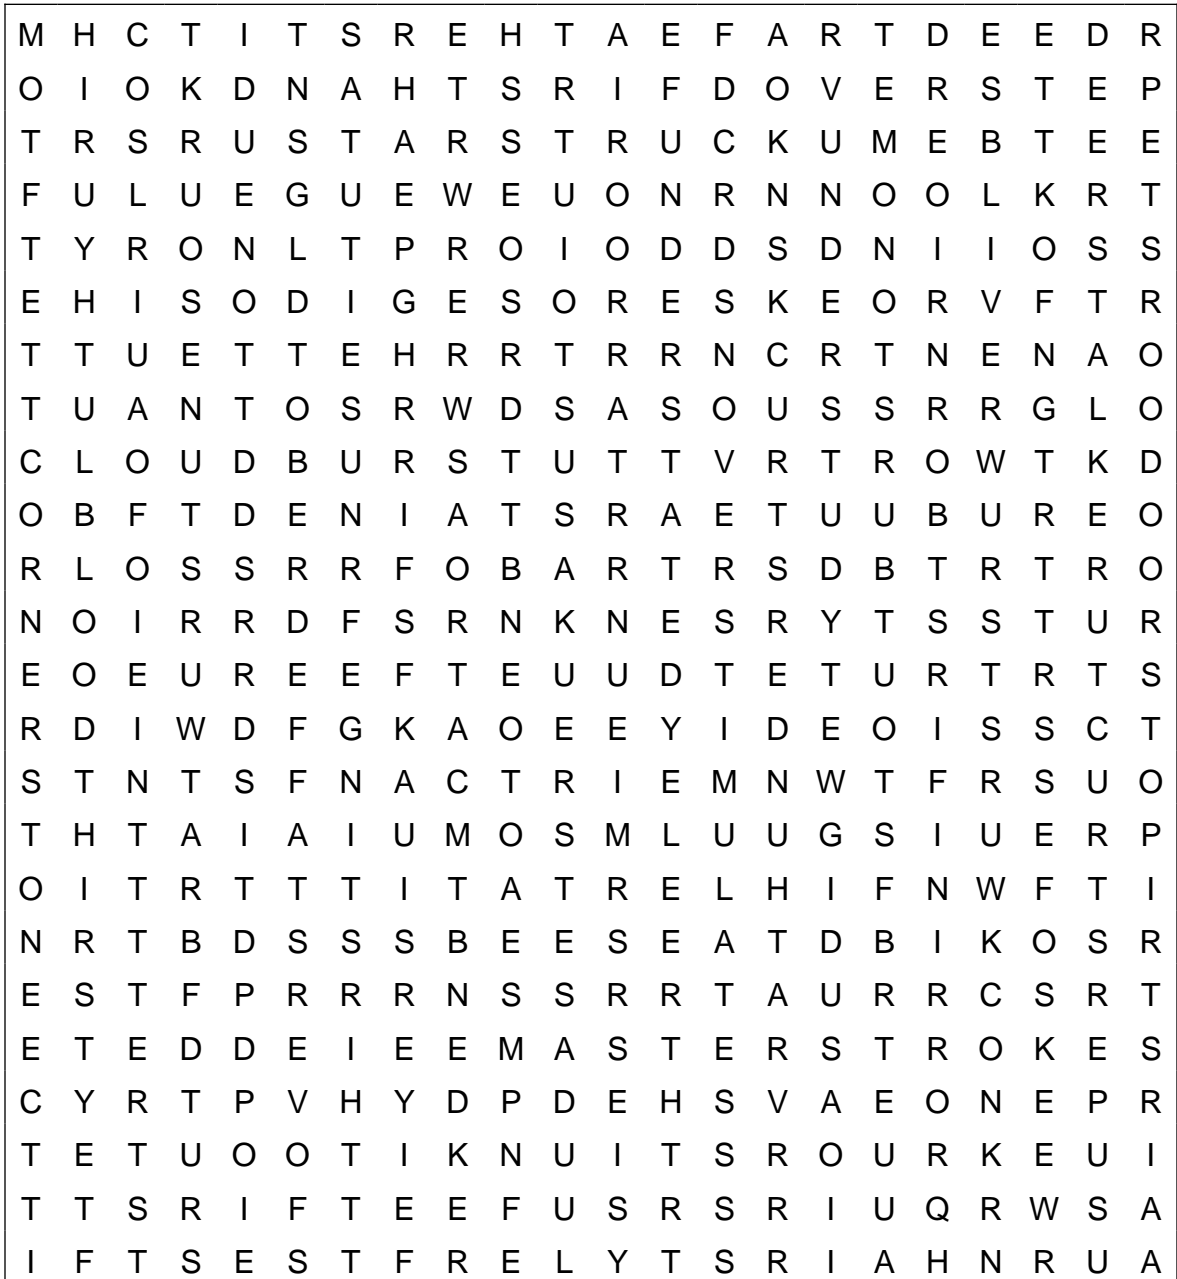 M H C T I T S R E H T A E F A R T D E E D R
O I O K D N A H T S R I F D O V E R S T E P
T R S R U S T A R S T R U C K U M E B T E E
F U L U E G U E W E U O N R N N O O L K R T
T Y R O N L T P R O I O D D S D N I I O S S
E H I S O D I G E S O R E S K E O R V F T R
T T U E T T E H R R T R R N C R T N E N A O
T U A N T O S R W D S A S O U S S R R G L O
C L O U D B U R S T U T T V R T R O W T K D
O B F T D E N I A T S R A E T U U B U R E O
R L O S S R R F O B A R T R S D B T R T R O
N O I R R D F S R N K N E S R Y T S S T U R
E O E U R E E F T E U U D T E T U R T R T S
R D I W D F G K A O E E Y I D E O I S S C T
S T N T S F N A C T R I E M N W T F R S U O
T H T A I A I U M O S M L U U G S I U E R P
O I T R T T T I T A T R E L H I F N W F T I
N R T B D S S S B E E S E A T D B I K O S R
E S T F P R R R N S S R R T A U R R C S R T
E T E D D E I E E M A S T E R S T R O K E S
C Y R T P V H Y D P D E H S V A E O N E P R
T E T U O O T I K N U I T S R O U R K E U I
T T S R I F T E E F U S R S R I U Q R W S A
I F T S E S T F R E L Y T S R I A H N R U A